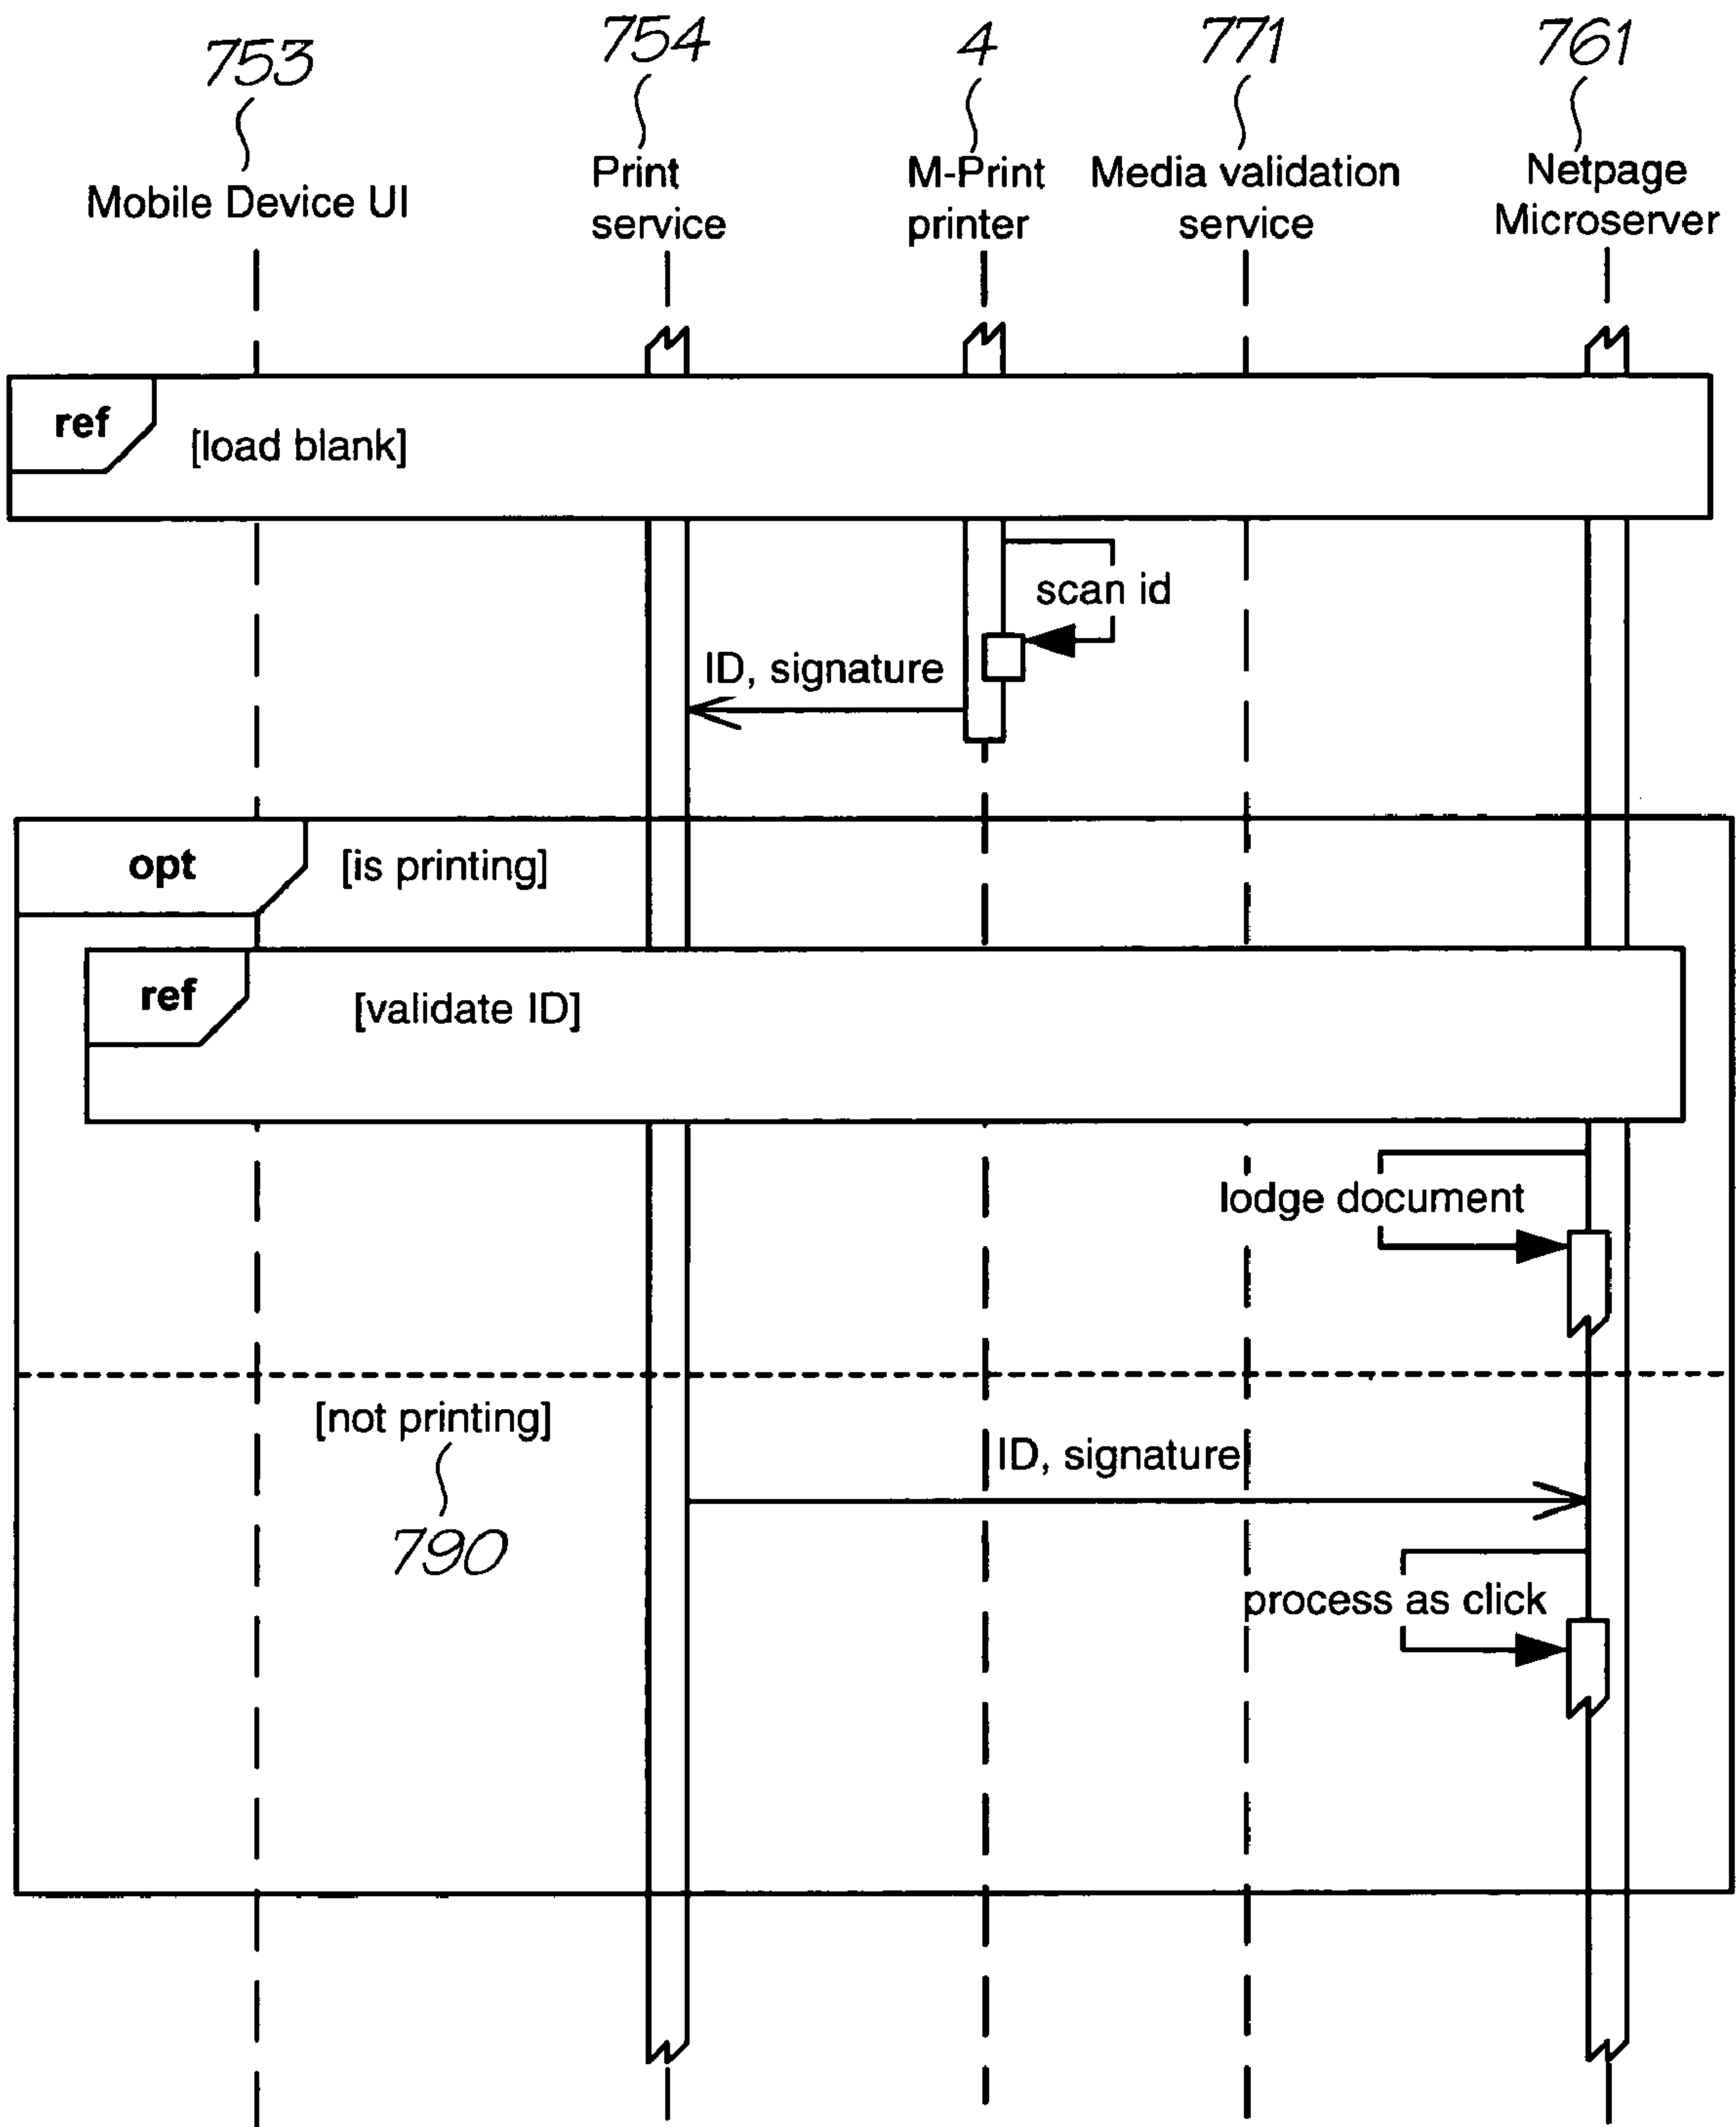 753
754
4
771
761
Mobile Device UI
Print
service
M-Print
printer
Media validation
service
Netpage
Microserver
ref
[load blank]
scan id
ID, signature
opt
[is printing]
ref
[validate ID]
lodge document
[not printing]
790
ID, signature
process as click